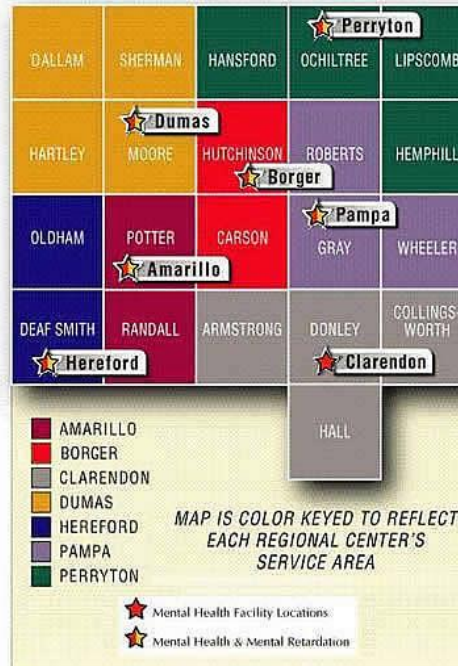 Perryton
DALLAM SHERMAN HANSFORD OCHILTREE LIPSCOMB
Dumas
HARTLEY MOORE HUTCHINSON ROBERTS HEMPHILL
Borger
Pampa
OLDHAM POTTER CARSON GRAY WHEELER
Amarillo
DEAF SMITH RANDALL ARMSTRONG DONLEY COLLINGS-
WORTH
Hereford Clarendon
HALL
AMARILLO
BORGER
CLARENDON
DUMAS
HEREFORD
PAMPA
PERRYTON
MAP IS COLOR KEYED TO REFLECT
EACH REGIONAL CENTER'S
SERVICE AREA
Mental Health Facility Locations
Mental Health & Mental Retardation